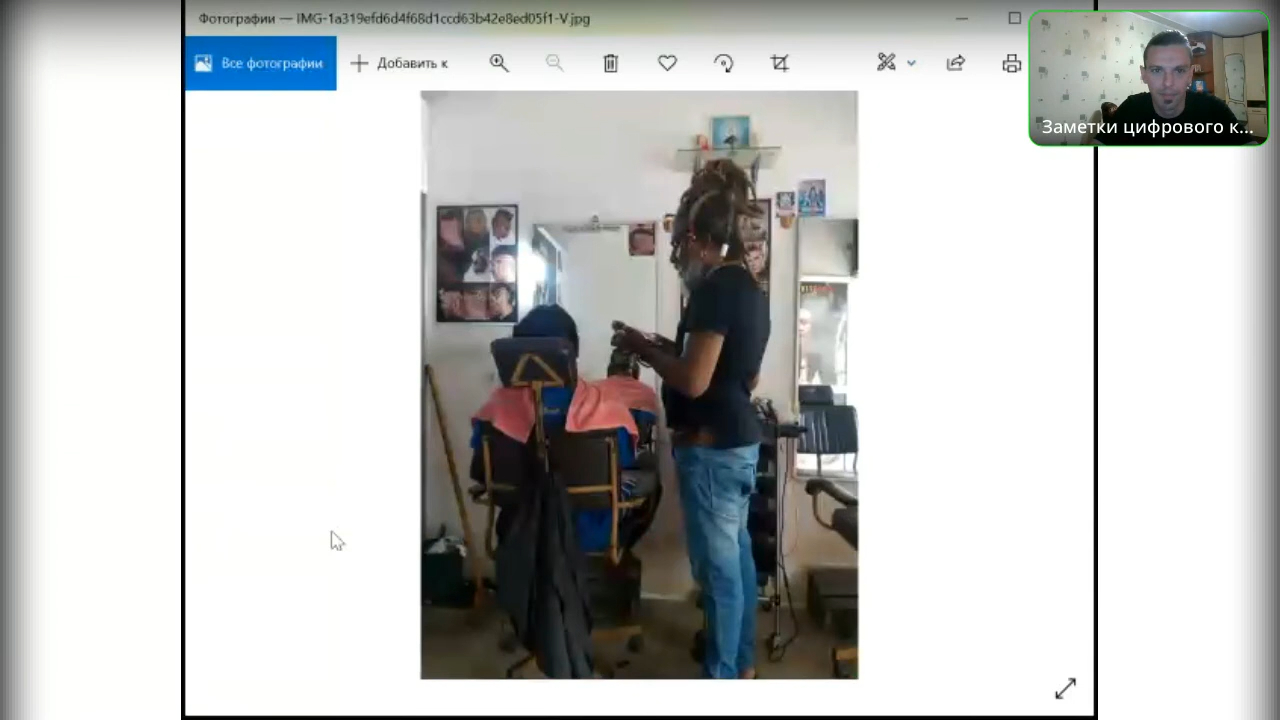 Фотографии — IMG-1a319efd6d4f68d1ccd63b42e8ed05f1-V.jpg
Все фотографии
Добавить к
Заметки цифрового к...